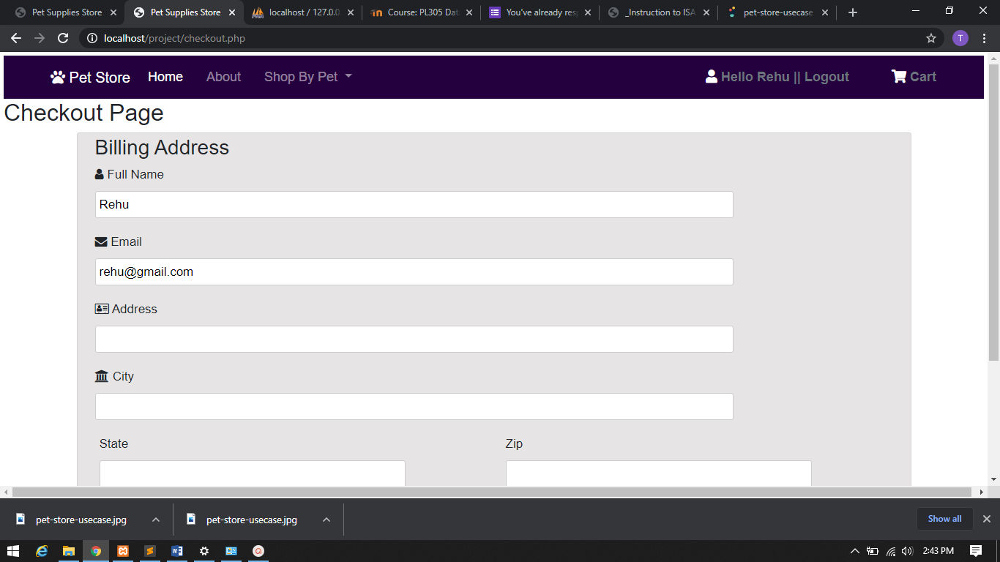 Pet Supplies Store
Pet Supplies Store
localhost / 127.0.0
Course: PL305 Dat
You've already resp
_Instruction to ISA
pet-store-usecase
localhost/project/checkout.php
T
Pet Store
Home
About
Shop By Pet
Hello Rehu || Logout
Cart
Checkout Page
Billing Address
Full Name
Rehu
Email
rehu@gmail.com
Address
City
State
Zip
pet-store-usecase.jpg
pet-store-usecase.jpg
Show all
2:43 PM